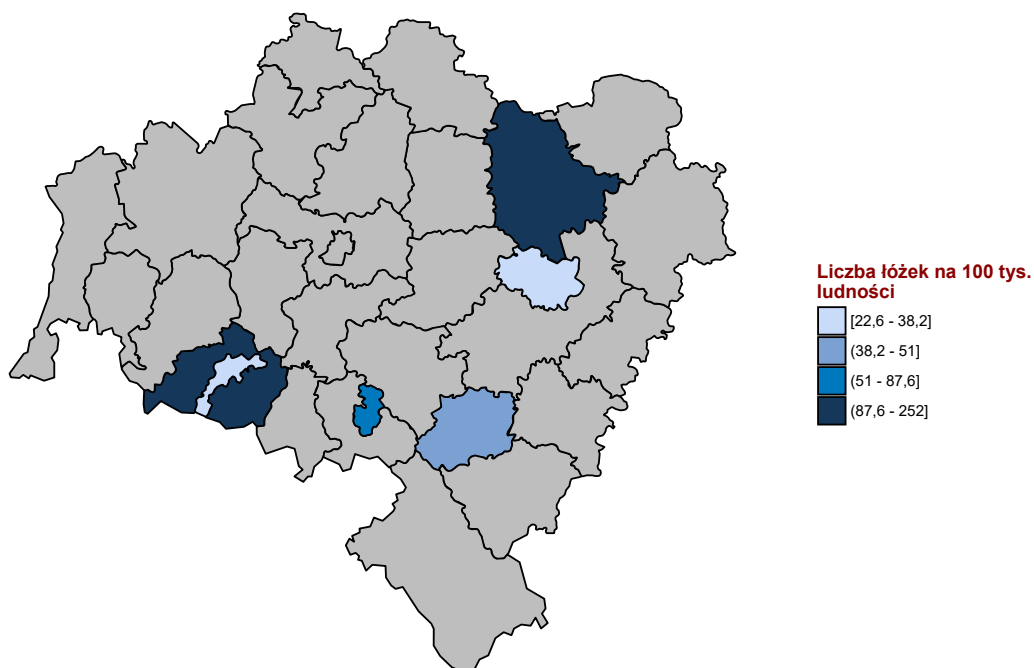 Liczba łóżek na 100 tys.
ludności
[22,6 - 38,2]
(38,2 - 51]
(51 - 87,6]
(87,6 - 252]